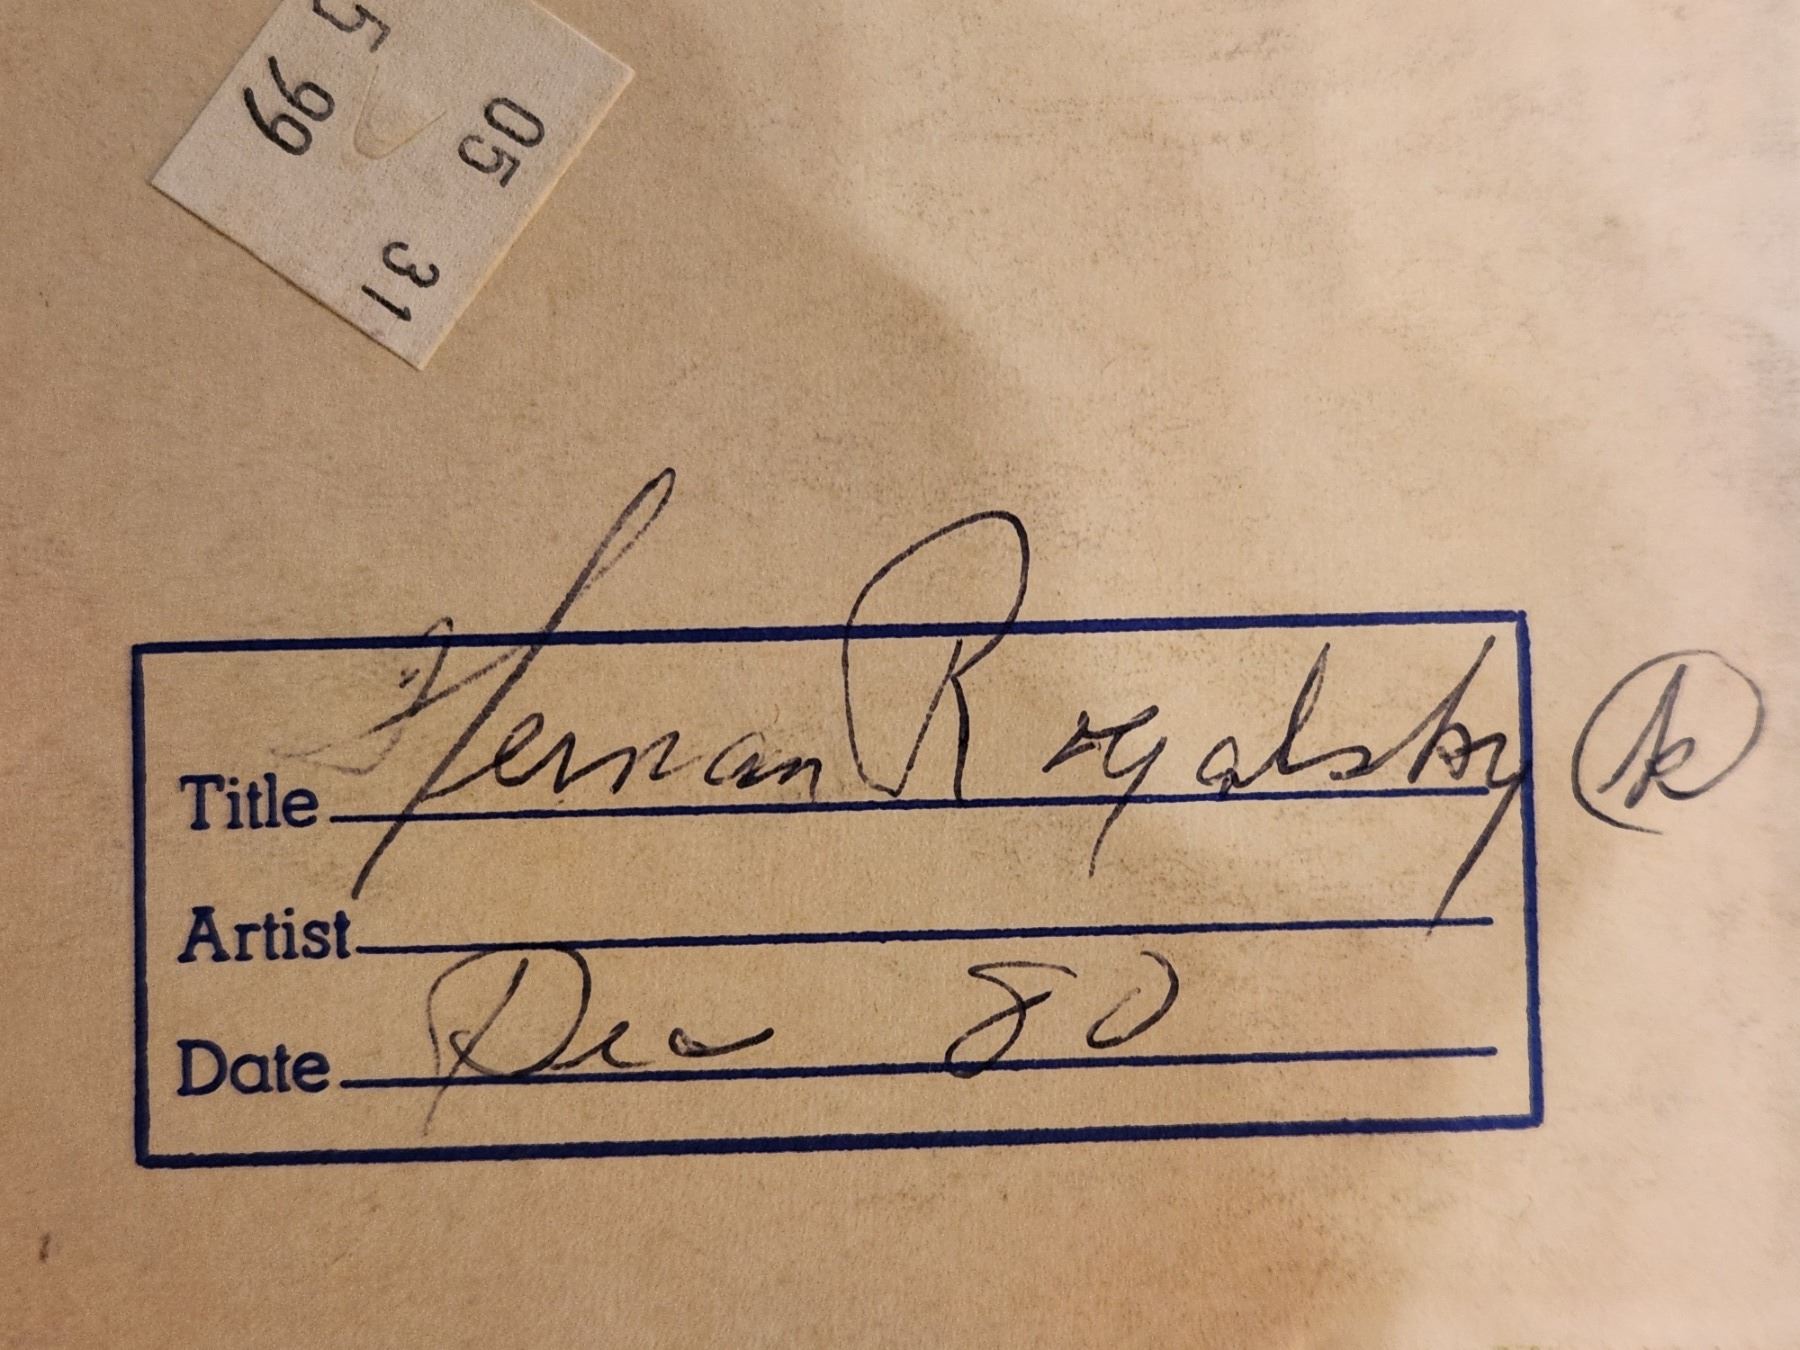 5 99
05 31
Title Herman Rogalsky k
Artist
Date Dec 80